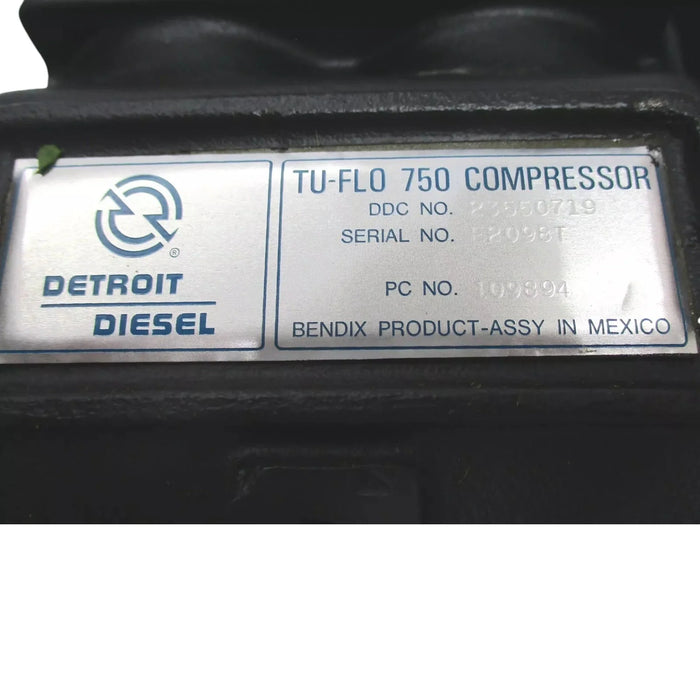 DETROIT
DIESEL
®
TU-FLO 750 COMPRESSOR
DDC NO. 23550719
SERIAL NO.
PC NO. 109894
BENDIX PRODUCT-ASSY IN MEXICO